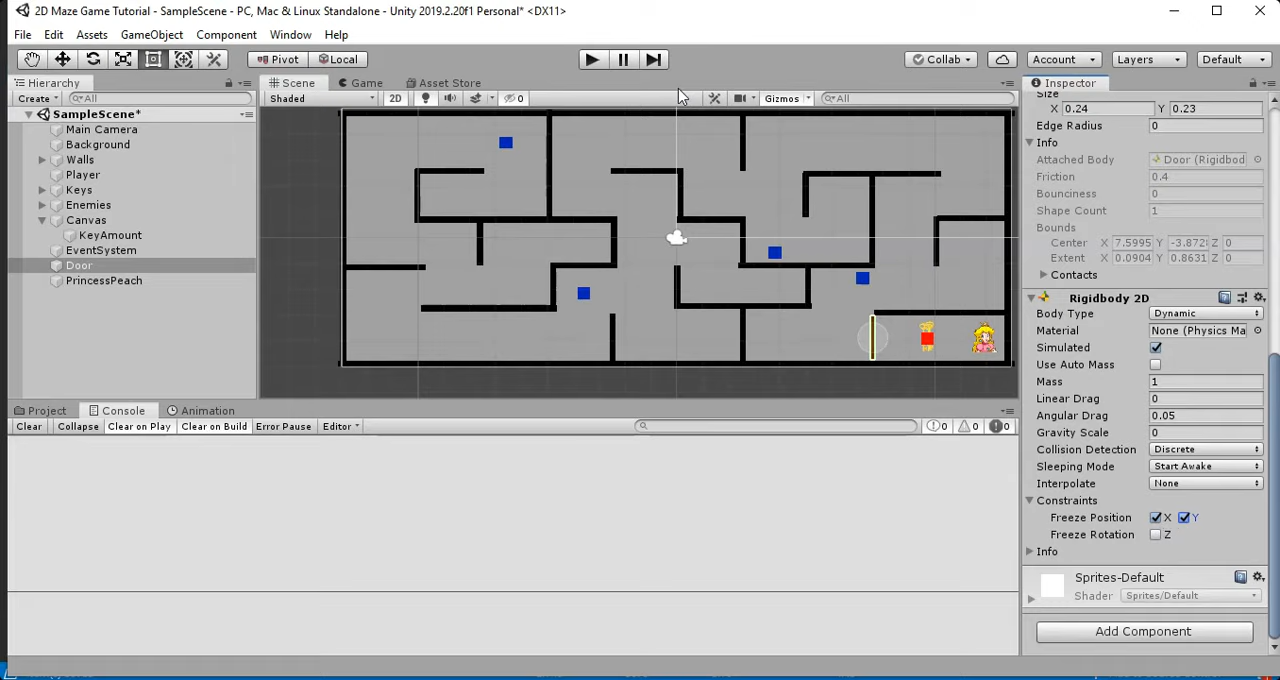 2D Maze Game Tutorial - SampleScene - PC, Mac & Linux Standalone - Unity 2019.2.20f1 Personal* <DX11>
File Edit Assets GameObject Component Window Help
Pivot Local Collab Account Layers Default
Hierarchy Scene Game Asset Store Inspector
Create All Shaded 2D 0 Gizmos All
Size
X 0.24 Y 0.23
SampleScene*
Main Camera
Background
Walls
Player
Keys
Enemies
Canvas
KeyAmount
EventSystem
Door
PrincessPeach
Edge Radius 0
Info
Attached Body Door (Rigidbod
Friction 0.4
Bounciness 0
Shape Count 1
Bounds
Center X 7.5995 Y -3.872 Z 0
Extent X 0.0904 Y 0.8631 Z 0
Contacts
Rigidbody 2D
Body Type Dynamic
Material None (Physics Ma
Simulated
Use Auto Mass
Mass 1
Linear Drag 0
Angular Drag 0.05
Gravity Scale 0
Collision Detection Discrete
Sleeping Mode Start Awake
Interpolate None
Constraints
Freeze Position X Y
Freeze Rotation Z
Info
Sprites-Default
Shader Sprites/Default
Add Component
Project Console Animation
Clear Collapse Clear on Play Clear on Build Error Pause Editor 0 0 0